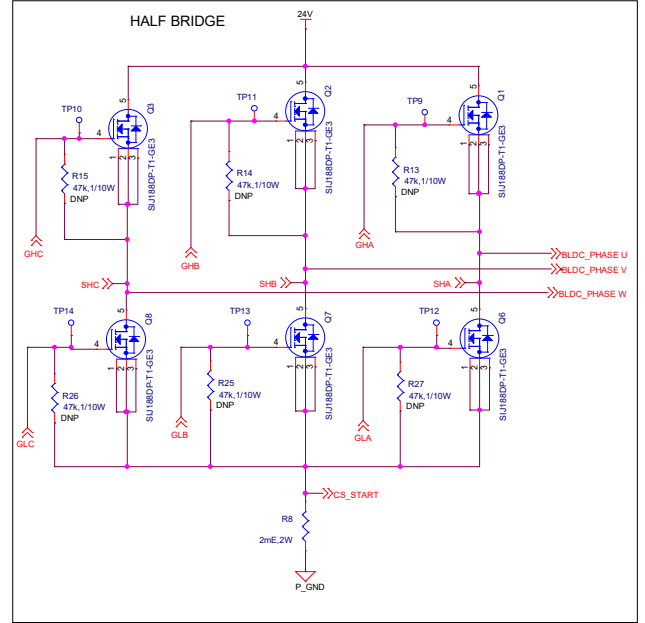 HALF BRIDGE
24V
TP10
5
Q3
4
1
2
3
SIJ188DP-T1-GE3
R15
47k,1/10W
DNP
GHC
TP11
5
Q2
4
1
2
3
SIJ188DP-T1-GE3
R14
47k,1/10W
DNP
GHB
TP9
5
Q1
4
1
2
3
SIJ188DP-T1-GE3
R13
47k,1/10W
DNP
GHA
BLDC_PHASE U
BLDC_PHASE V
BLDC_PHASE W
SHC
SHB
SHA
TP14
5
Q8
4
1
2
3
SIJ188DP-T1-GE3
R26
47k,1/10W
DNP
GLC
TP13
5
Q7
4
1
2
3
SIJ188DP-T1-GE3
R25
47k,1/10W
DNP
GLB
TP12
5
Q6
4
1
2
3
SIJ188DP-T1-GE3
R27
47k,1/10W
DNP
GLA
CS_START
R8
2mE,2W
P_GND